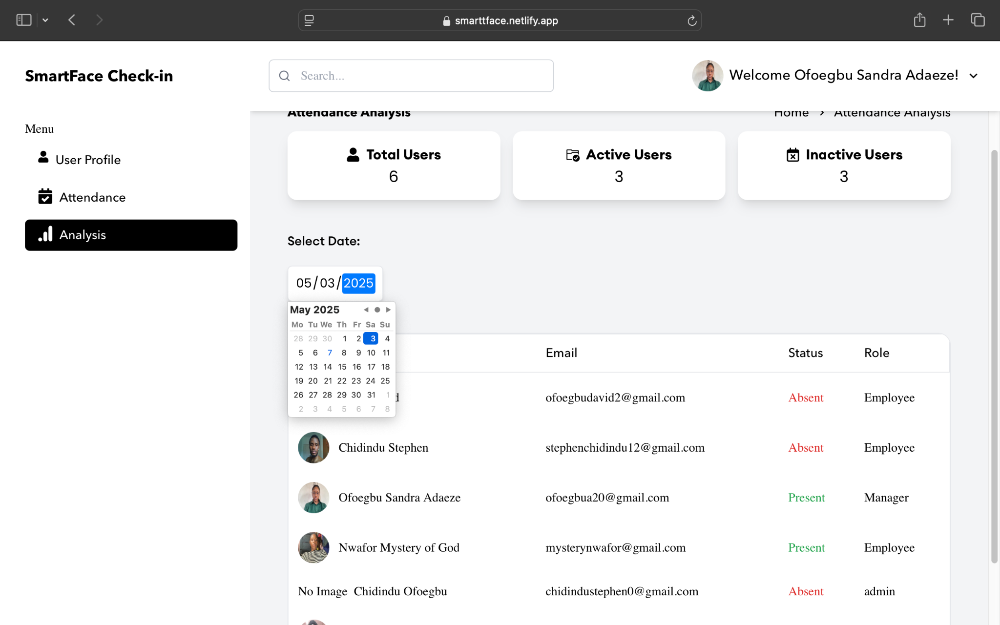 smarttface.netlify.app
SmartFace Check-in
Search...
Welcome Ofoegbu Sandra Adaeze!
Menu
User Profile
Attendance
Analysis
Attendance Analysis
Home > Attendance Analysis
Total Users
6
Active Users
3
Inactive Users
3
Select Date:
05/03/2025
May 2025
Mo Tu We Th Fr Sa Su
28 29 30 1 2 3 4
5 6 7 8 9 10 11
12 13 14 15 16 17 18
19 20 21 22 23 24 25
26 27 28 29 30 31 1
2 3 4 5 6 7 8
Email Status Role
ofoegbudavid2@gmail.com Absent Employee
Chidindu Stephen stephenchidindu12@gmail.com Absent Employee
Ofoegbu Sandra Adaeze ofoegbua20@gmail.com Present Manager
Nwafor Mystery of God mysterynwafor@gmail.com Present Employee
No Image Chidindu Ofoegbu chidindustephen0@gmail.com Absent admin